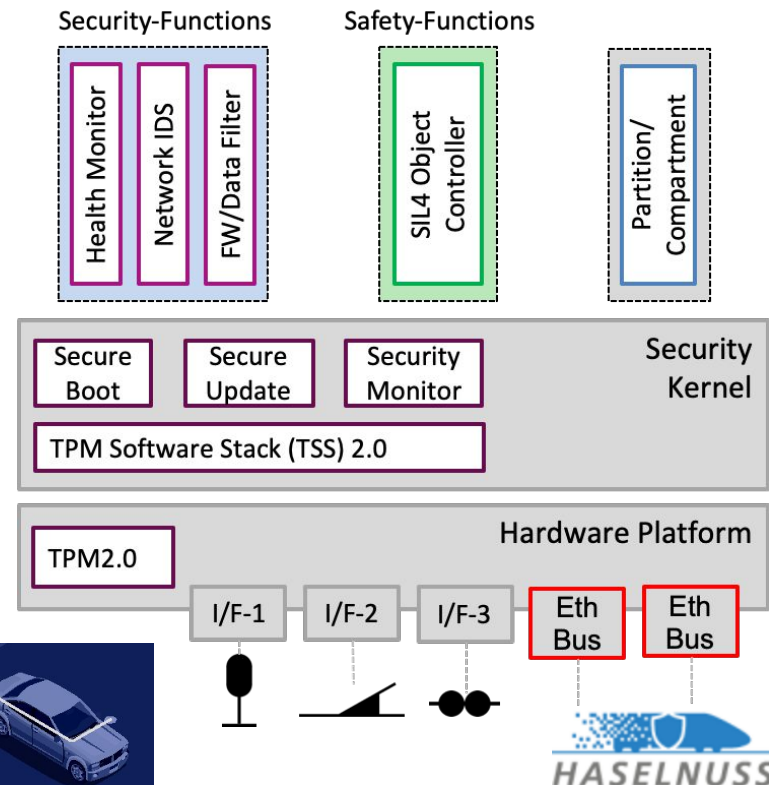 Security-Functions
Safety-Functions
Health Monitor
Network IDS
FW/Data Filter
SIL4 Object
Controller
Partition/
Compartment
Security
Kernel
Secure
Boot
Secure
Update
Security
Monitor
TPM Software Stack (TSS) 2.0
Hardware Platform
TPM2.0
I/F-1
I/F-2
I/F-3
Eth
Bus
Eth
Bus
HASELNUSS